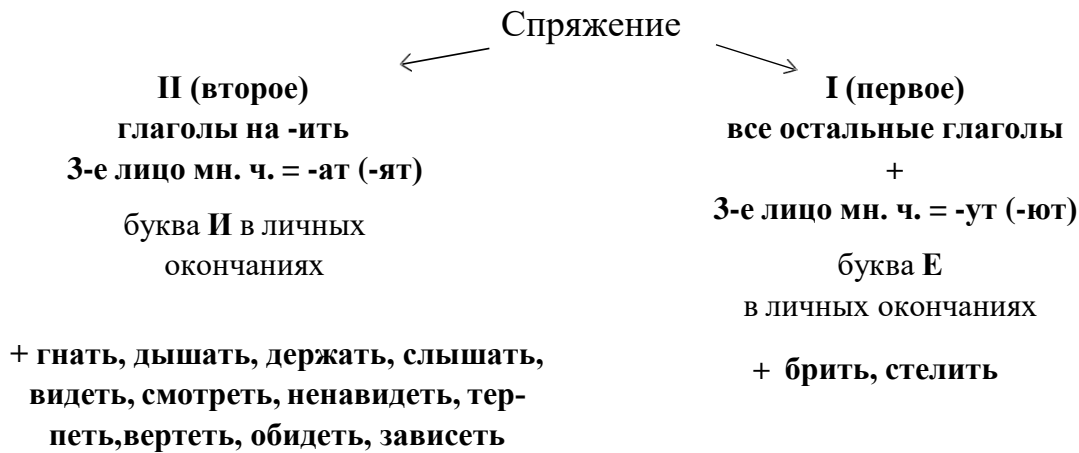 Спряжение
II (второе)
глаголы на -ить
3-е лицо мн. ч. = -ат (-ят)
буква И в личных
окончаниях
+ гнать, дышать, держать, слышать,
видеть, смотреть, ненавидеть, тер-
петь,вертеть, обидеть, зависеть
I (первое)
все остальные глаголы
+
3-е лицо мн. ч. = -ут (-ют)
буква Е
в личных окончаниях
+ брить, стелить